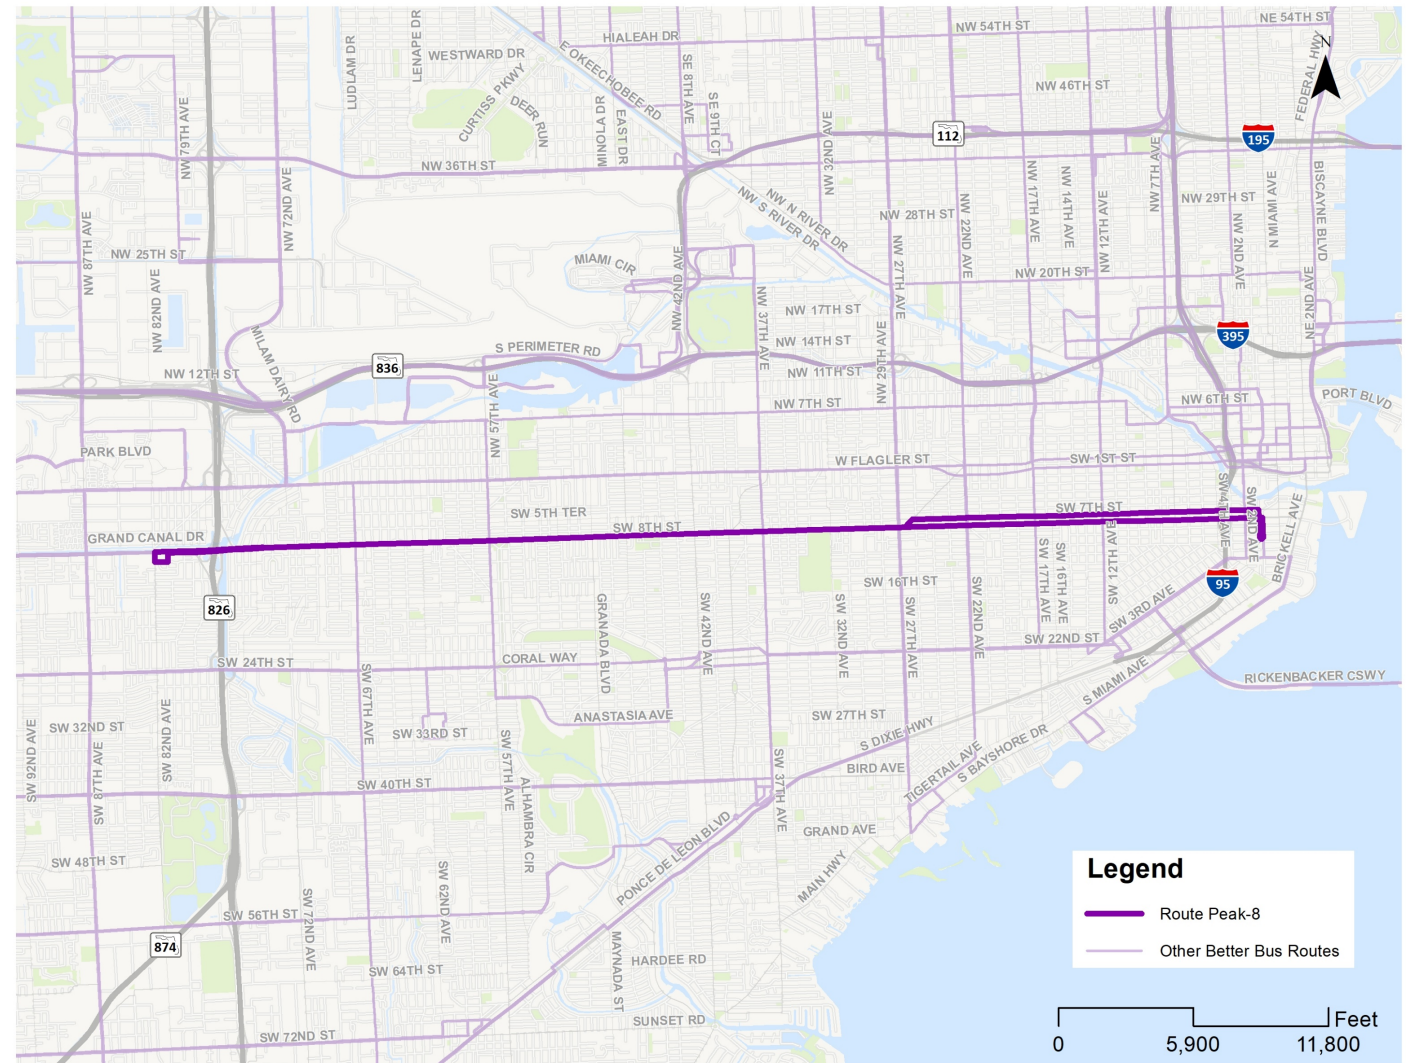 NE 54TH ST
NW 54TH ST
HIALEAH DR
E OKEECHOBEE RD
LENAPE DR
LUDLAM DR
WESTWARD DR
CURTISS PKWY
DEER RUN
MINOLA DR
EAST DR
SE 8TH AVE
SE 9TH CT
NW 46TH ST
FEDERAL HWY
N
NW 79TH AVE
NW 32ND AVE
112
195
NW 36TH ST
NW 7TH AVE
NW 72ND AVE
NW 87TH AVE
NW N RIVER DR
NW S RIVER DR
NW 28TH ST
NW 22ND AVE
NW 17TH AVE
NW 14TH AVE
NW 12TH AVE
NW 29TH ST
NW 2ND AVE
N MIAMI AVE
BISCAYNE BLVD
NW 25TH ST
MIAMI CIR
NW 42ND AVE
NW 27TH AVE
NW 20TH ST
NE 2ND AVE
NW 82ND AVE
NW 37TH AVE
NW 17TH ST
MILAM DAIRY RD
S PERIMETER RD
NW 14TH ST
NW 29TH AVE
395
836
NW 12TH ST
NW 57TH AVE
NW 11TH ST
NW 7TH ST
NW 6TH ST
PORT BLVD
PARK BLVD
W FLAGLER ST
SW 1ST ST
SW 4TH AVE
SW 2ND AVE
BRICKELL AVE
SW 5TH TER
SW 7TH ST
SW 8TH ST
GRAND CANAL DR
SW 17TH AVE
SW 16TH AVE
SW 12TH AVE
95
826
SW 16TH ST
GRANADA BLVD
SW 42ND AVE
SW 32ND AVE
SW 27TH AVE
SW 22ND AVE
SW 3RD AVE
SW 22ND ST
SW 24TH ST
CORAL WAY
SW 67TH AVE
S MIAMI AVE
RICKENBACKER CSWY
SW 92ND AVE
SW 32ND ST
SW 87TH AVE
SW 82ND AVE
SW 33RD ST
ANASTASIA AVE
SW 27TH ST
S DIXIE HWY
SW 57TH AVE
SW 37TH AVE
BIRD AVE
TIGERTAIL AVE
S BAYSHORE DR
SW 40TH ST
ALHAMBRA CIR
GRAND AVE
PONCE DE LEON BLVD
MAIN HWY
SW 48TH ST
SW 62ND AVE
SW 72ND AVE
SW 56TH ST
874
MAYNADA ST
HARDEE RD
SW 64TH ST
SUNSET RD
SW 72ND ST
Legend
Route Peak-8
Other Better Bus Routes
Feet
0 5,900 11,800